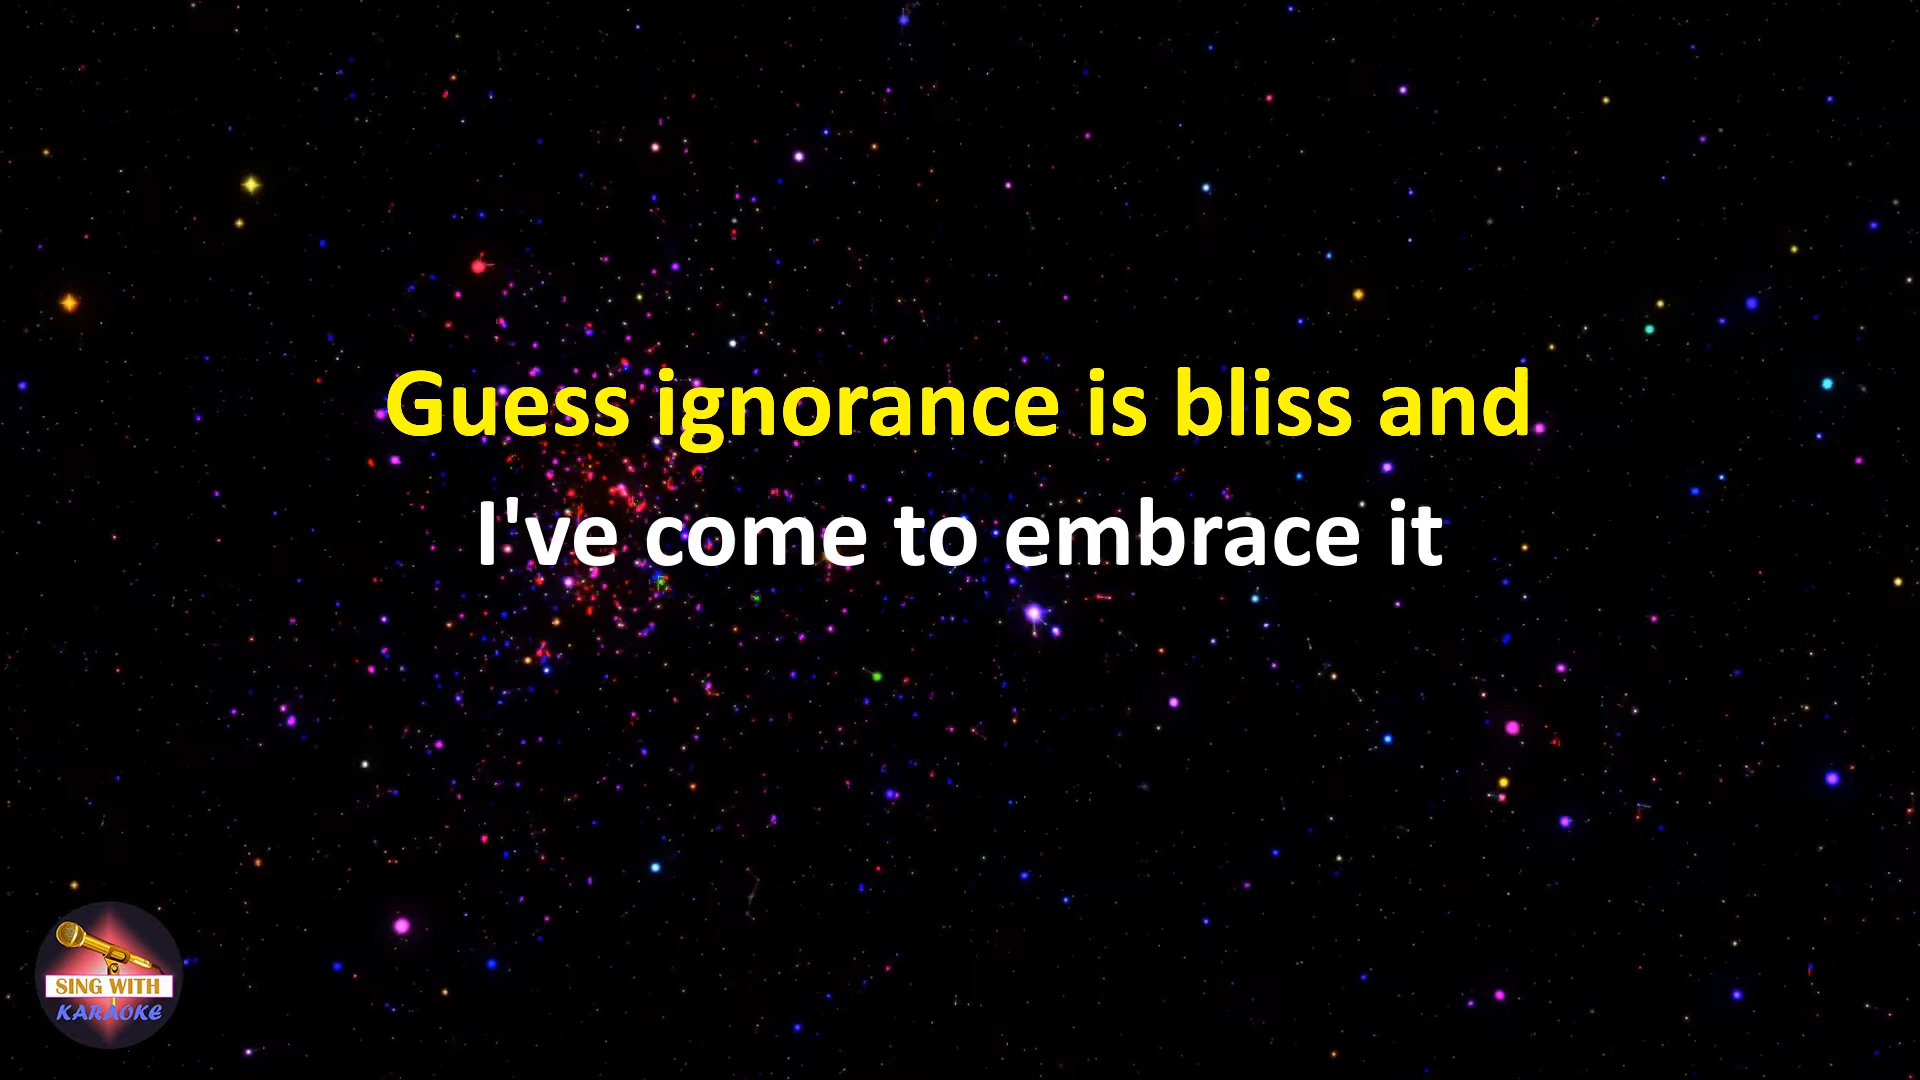 Guess ignorance is bliss and
I've come to embrace it
SING WITH
KARAOKE